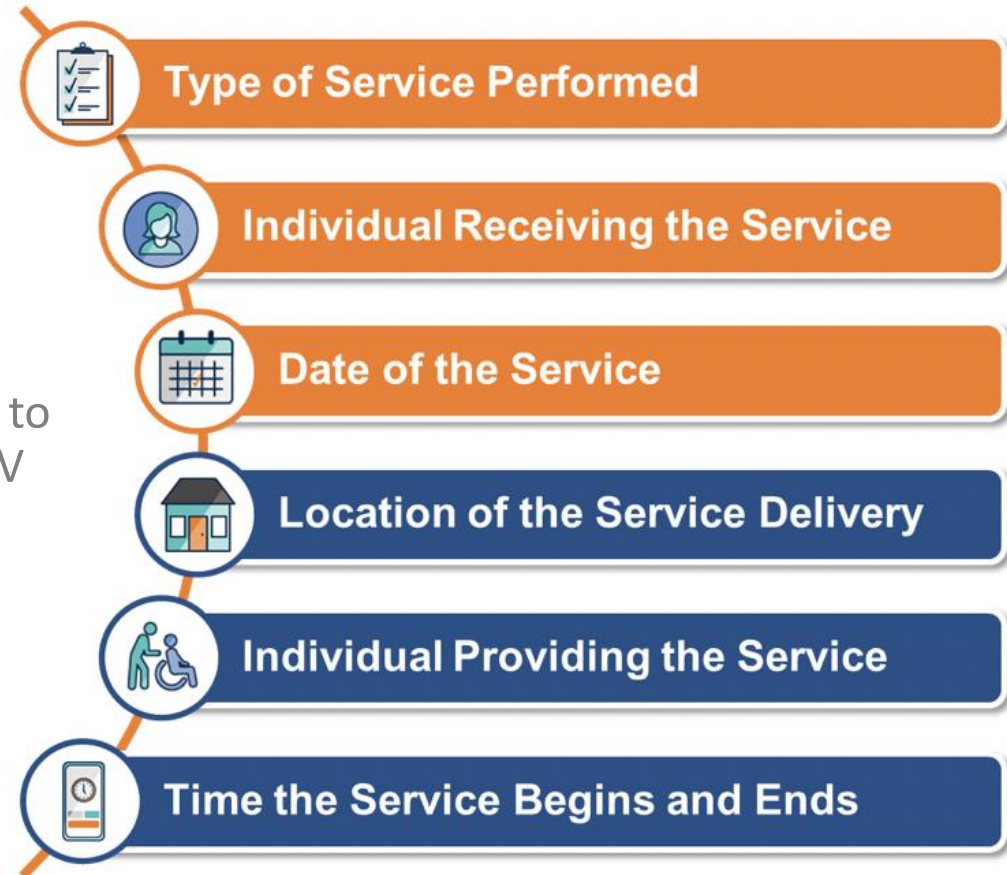 Type of Service Performed
Individual Receiving the Service
Date of the Service
to
V
Location of the Service Delivery
Individual Providing the Service
Time the Service Begins and Ends